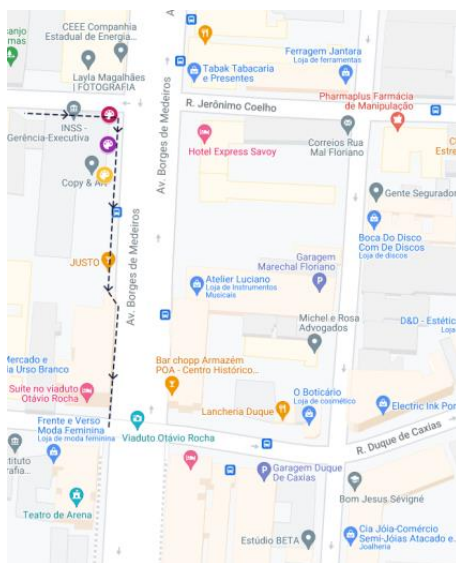 CEEE Companhia
Estadual de Energia...
Layla Magalhães
| FOTOGRAFIA
Tabak Tabacaria
e Presentes
Ferragem Jantara
Loja de ferramentas
Pharmaplus Farmácia
de Manipulação
R. Jerônimo Coelho
INSS -
Gerência-Executiva
Av. Borges de Medeiros
Hotel Express Savoy
Correios Rua
Mal Floriano
Copy & Art
Gente Segurador
Boca Do Disco
Com De Discos
Loja de discos
Garagem
Marechal Floriano
JUSTO
Atelier Luciano
Loja de Instrumentos
Musicais
Av. Borges de Medeiros
Michel e Rosa
Advogados
D&D - Estétic
Mercado e
ia Urso Branco
Bar chopp Armazém
POA - Centro Histórico...
Suíte no viaduto
Otávio Rocha
O Boticário
Loja de cosmético
Lancheria Duque
Electric Ink Por
Frente e Verso
Moda Feminina
Loja de moda feminina
Viaduto Otávio Rocha
R. Duque de Caxias
Garagem Duque
De Caxias
Bom Jesus Sévigné
Teatro de Arena
Estúdio BETA
Cia Jóia-Comércio
Semi-Jóias Atacado e...
Joalheria